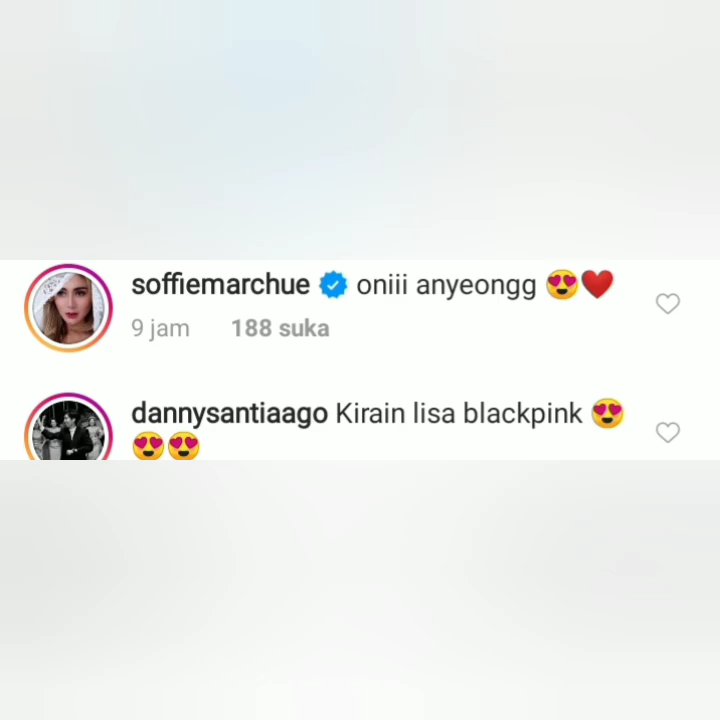 soffiemarchue oniii anyeongg 😍❤️
9 jam 188 suka
dannysantiaago Kirain lisa blackpink 😍
😍😍